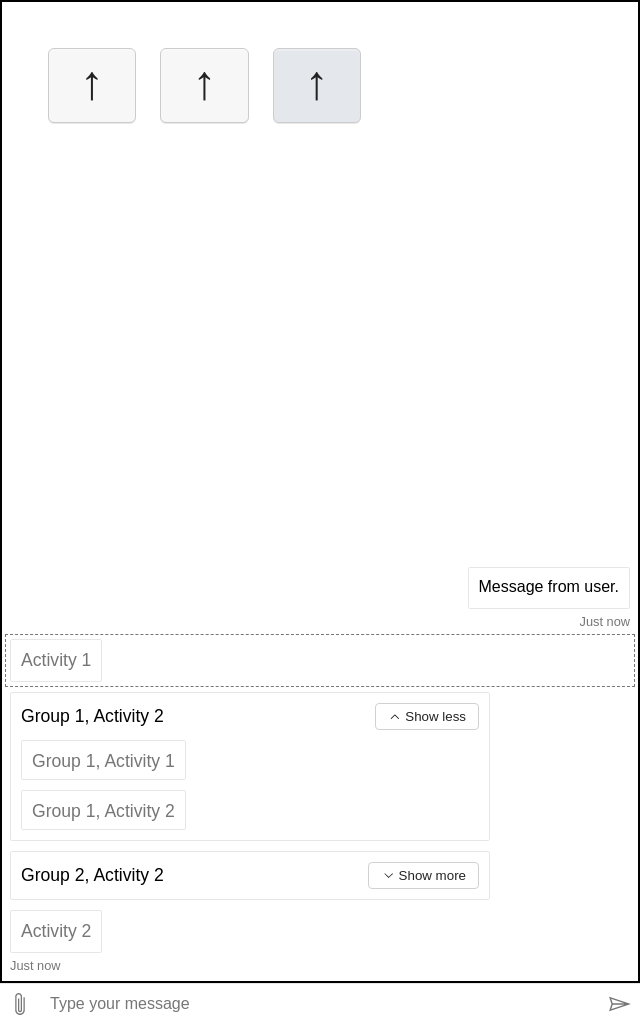 ↑ ↑ ↑
Message from user.
Just now
Activity 1
Group 1, Activity 2 Show less
Group 1, Activity 1
Group 1, Activity 2
Group 2, Activity 2 Show more
Activity 2
Just now
Type your message